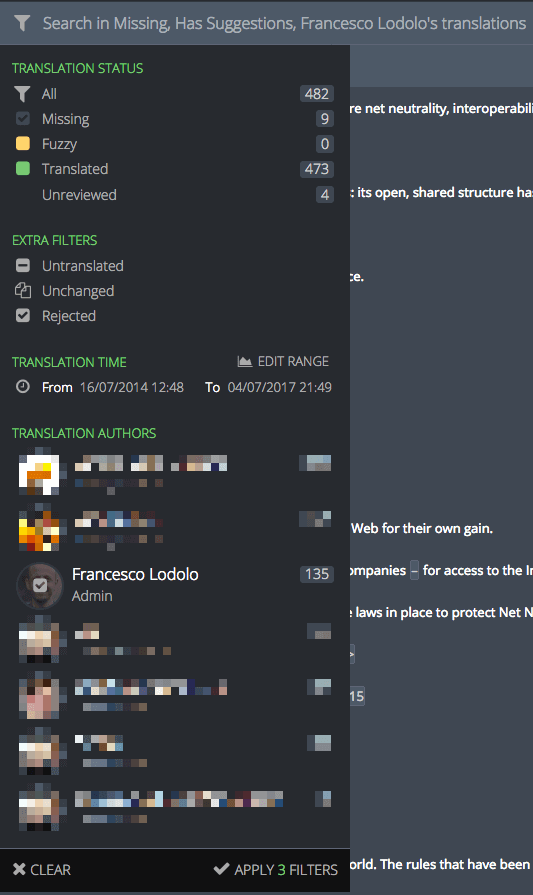 Search in Missing, Has Suggestions, Francesco Lodolo's translations
TRANSLATION STATUS
All 482
Missing 9
Fuzzy 0
Translated 473
Unreviewed 4
EXTRA FILTERS
Untranslated
Unchanged
Rejected
TRANSLATION TIME EDIT RANGE
From 16/07/2014 12:48 To 04/07/2017 21:49
TRANSLATION AUTHORS
Francesco Lodolo 135
Admin
CLEAR APPLY 3 FILTERS
re net neutrality, interoperabili
: its open, shared structure ha
ce.
Web for their own gain.
ompanies – for access to the I
laws in place to protect Net N
>
15
orld. The rules that have been